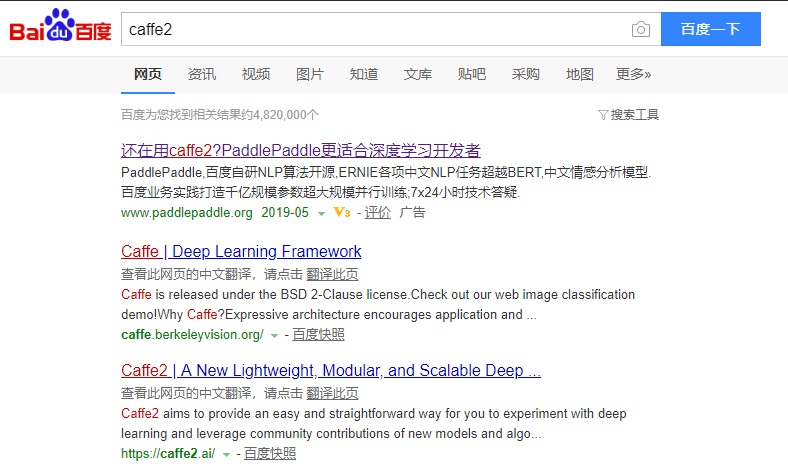 Bai du 百度 caffe2 百度一下
网页 资讯 视频 图片 知道 文库 贴吧 采购 地图 更多»
百度为您找到相关结果约4,820,000个 搜索工具
还在用caffe2?PaddlePaddle更适合深度学习开发者
PaddlePaddle,百度自研NLP算法开源,ERNIE各项中文NLP任务超越BERT,中文情感分析模型.
百度业务实践打造千亿规模参数超大规模并行训练;7x24小时技术答疑.
www.paddlepaddle.org 2019-05 V3 - 评价 广告
Caffe | Deep Learning Framework
查看此网页的中文翻译，请点击 翻译此页
Caffe is released under the BSD 2-Clause license.Check out our web image classification
demo!Why Caffe?Expressive architecture encourages application and ...
caffe.berkeleyvision.org/ - 百度快照
Caffe2 | A New Lightweight, Modular, and Scalable Deep ...
查看此网页的中文翻译，请点击 翻译此页
Caffe2 aims to provide an easy and straightforward way for you to experiment with deep
learning and leverage community contributions of new models and algo...
https://caffe2.ai/ - 百度快照